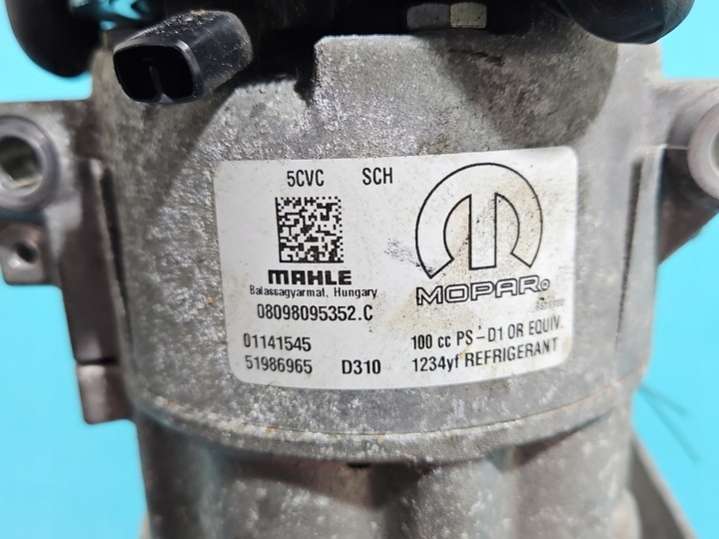 5CVC SCH
MAHLE
Balassagyarmat, Hungary
MOPAR
08098095352.C
01141545 100 cc PS-D1 OR EQUIV.
51986965 D310 1234yf REFRIGERANT